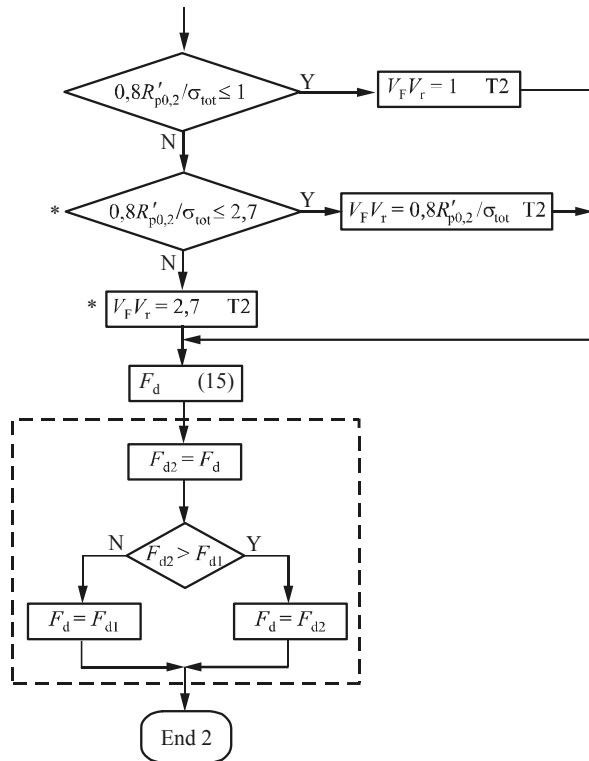 0,8R′p0,2/σtot ≤ 1
Y
VFVr = 1 T2
N
* 0,8R′p0,2/σtot ≤ 2,7
Y
VFVr = 0,8R′p0,2/σtot T2
N
* VFVr = 2,7 T2
Fd (15)
Fd2 = Fd
N
Fd2 > Fd1
Y
Fd = Fd1
Fd = Fd2
End 2